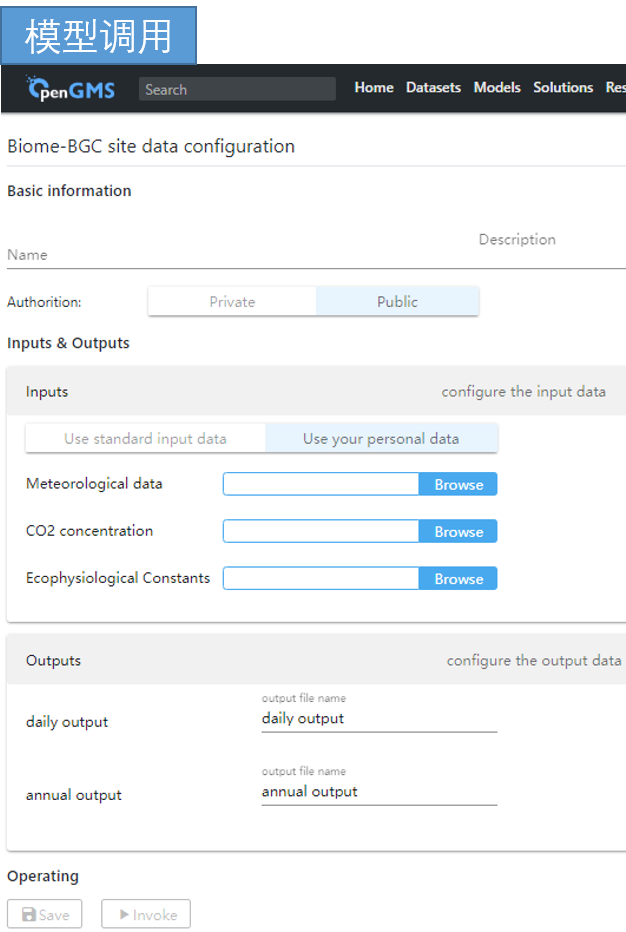 模型调用
OpenGMS Search Home Datasets Models Solutions Res
Biome-BGC site data configuration
Basic information
Description
Name
Authorition: Private Public
Inputs & Outputs
Inputs configure the input data
Use standard input data Use your personal data
Meteorological data Browse
CO2 concentration Browse
Ecophysiological Constants Browse
Outputs configure the output data
output file name
daily output daily output
output file name
annual output annual output
Operating
Save Invoke